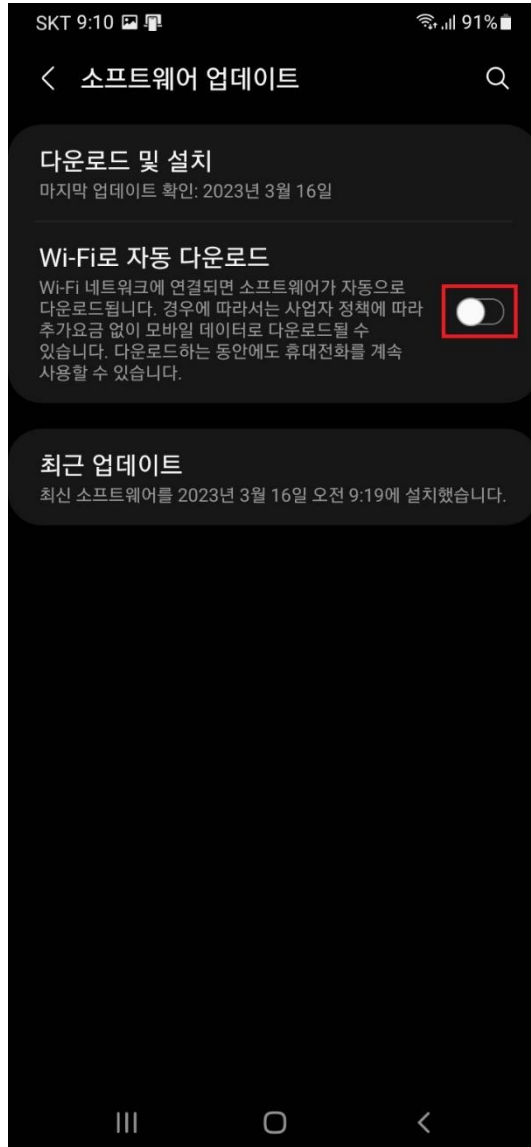 SKT 9:10 91%
소프트웨어 업데이트
다운로드 및 설치
마지막 업데이트 확인: 2023년 3월 16일
Wi-Fi로 자동 다운로드
Wi-Fi 네트워크에 연결되면 소프트웨어가 자동으로
다운로드됩니다. 경우에 따라서는 사업자 정책에 따라
추가요금 없이 모바일 데이터로 다운로드될 수
있습니다. 다운로드하는 동안에도 휴대전화를 계속
사용할 수 있습니다.
최근 업데이트
최신 소프트웨어를 2023년 3월 16일 오전 9:19에 설치했습니다.